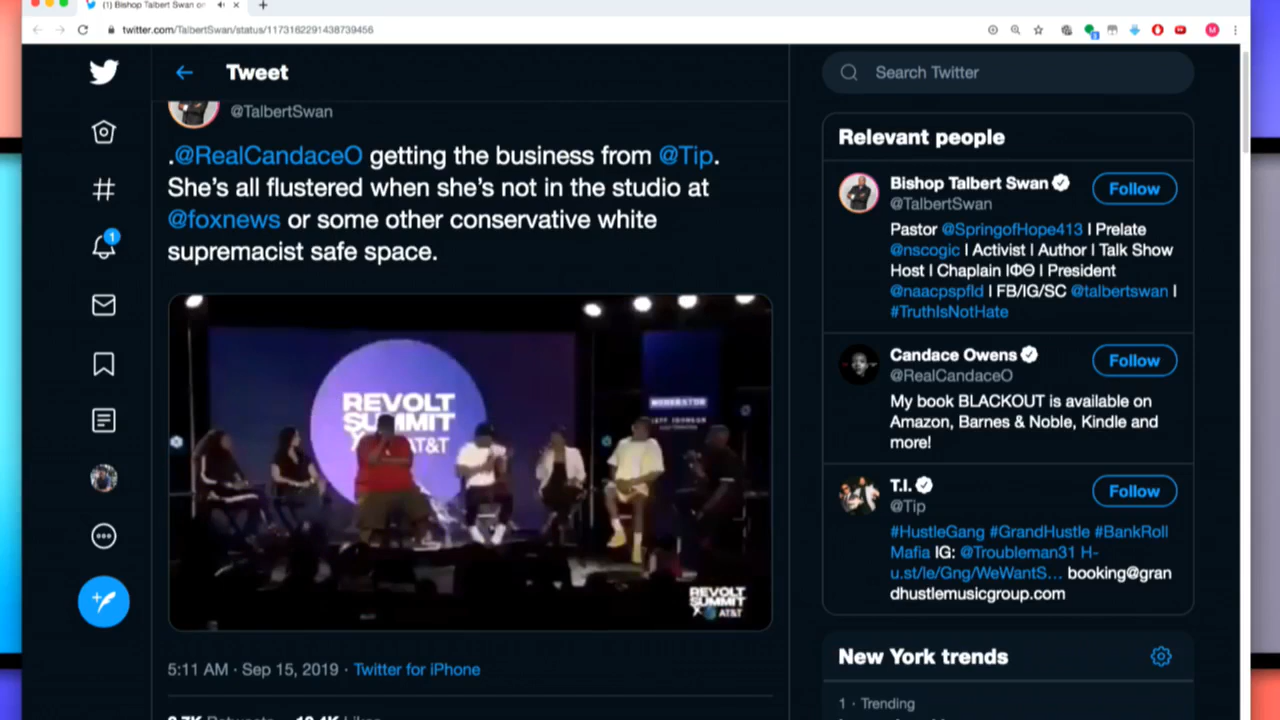 (1) Bishop Talbert Swan on
twitter.com/TalbertSwan/status/1173162291438739456
Tweet
Search Twitter
@TalbertSwan
.@RealCandaceO getting the business from @Tip.
She's all flustered when she's not in the studio at
@foxnews or some other conservative white
supremacist safe space.
REVOLT
SUMMIT
AT&T
MODERATOR
REVOLT
SUMMIT
X AT&T
5:11 AM · Sep 15, 2019 · Twitter for iPhone
Retweets
Likes
1
Relevant people
Bishop Talbert Swan
Follow
@TalbertSwan
Pastor @SpringofHope413 I Prelate
@nscogic I Activist I Author I Talk Show
Host I Chaplain IΦΘ I President
@naacpspfld I FB/IG/SC @talbertswan I
#TruthIsNotHate
Candace Owens
Follow
@RealCandaceO
My book BLACKOUT is available on
Amazon, Barnes & Noble, Kindle and
more!
T.I.
Follow
@Tip
#HustleGang #GrandHustle #BankRoll
Mafia IG: @Troubleman31 H-
u.st/le/Gng/WeWantS... booking@gran
dhustlemusicgroup.com
New York trends
1 · Trending